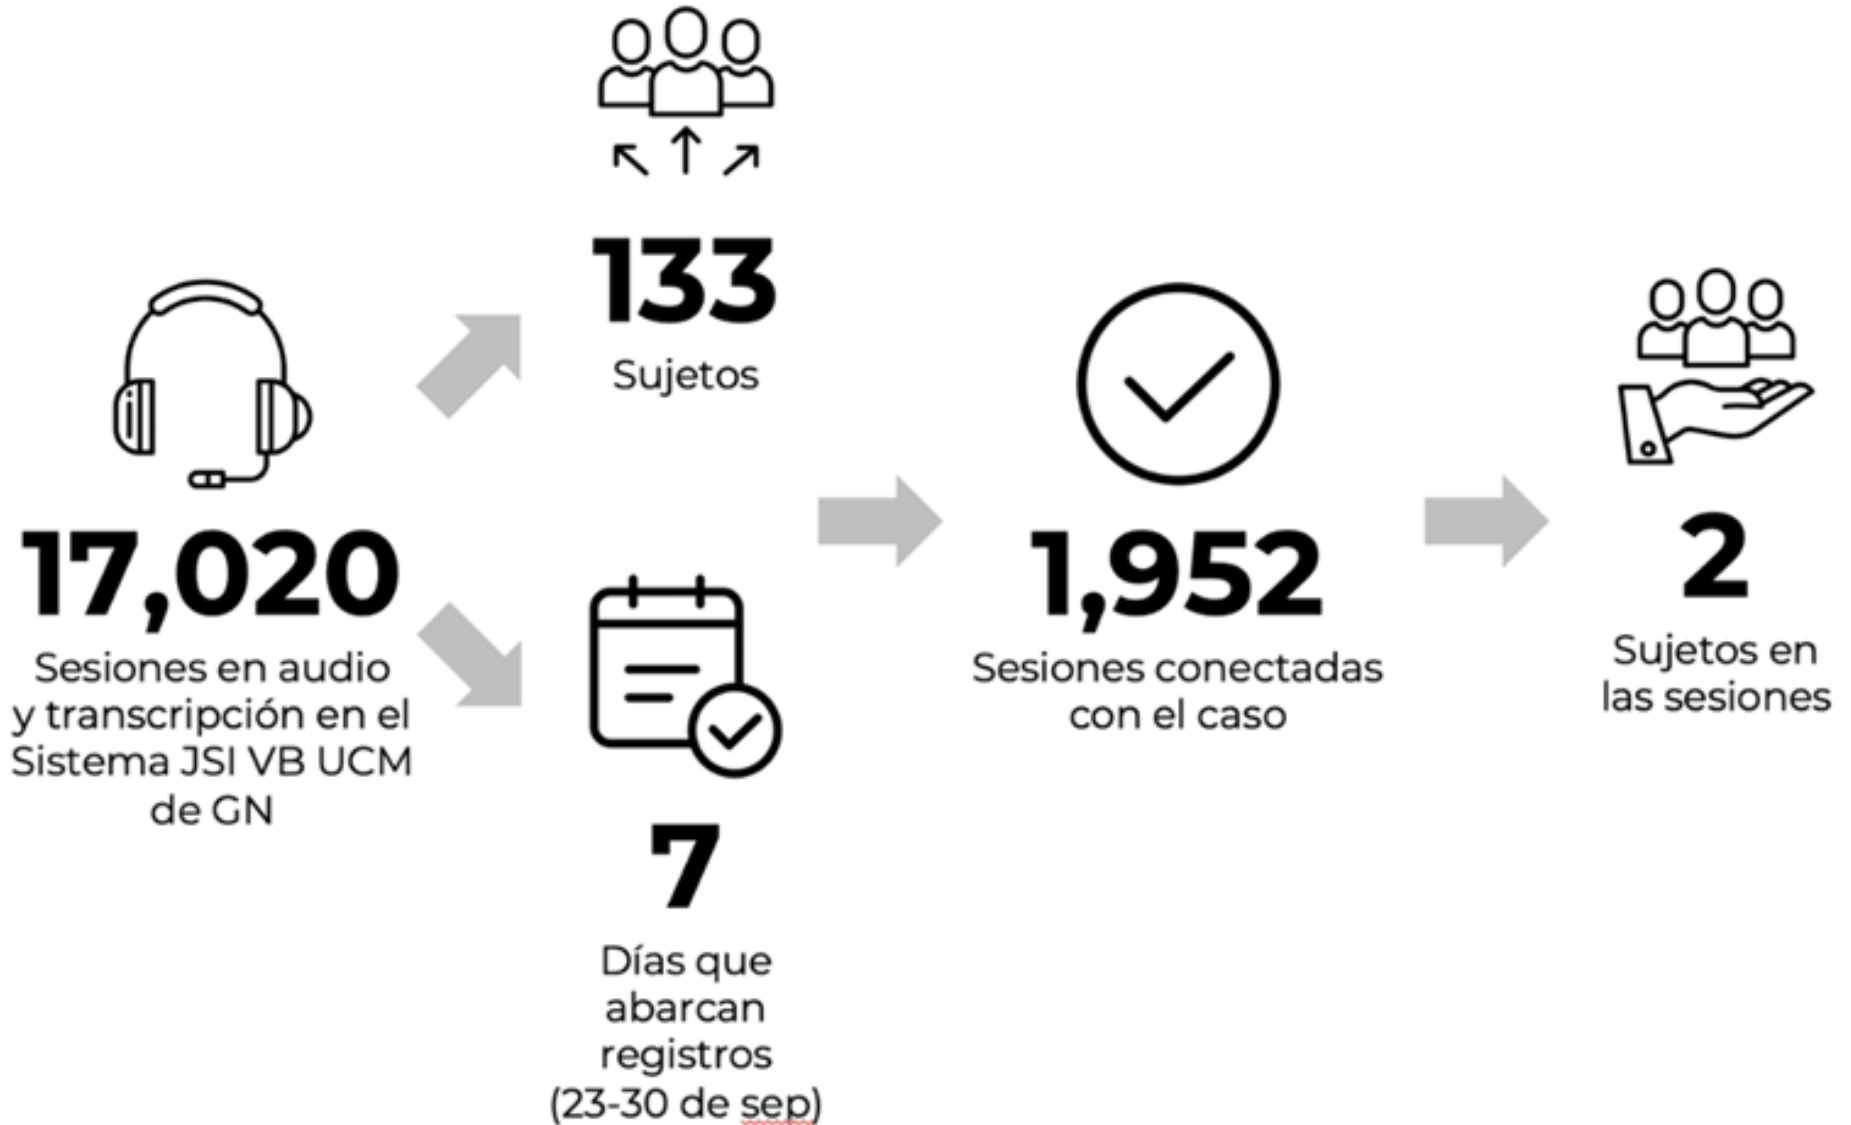 133
Sujetos
17,020
Sesiones en audio
y transcripción en el
Sistema JSI VB UCM
de GN
7
Días que
abarcan
registros
(23-30 de sep)
1,952
Sesiones conectadas
con el caso
2
Sujetos en
las sesiones